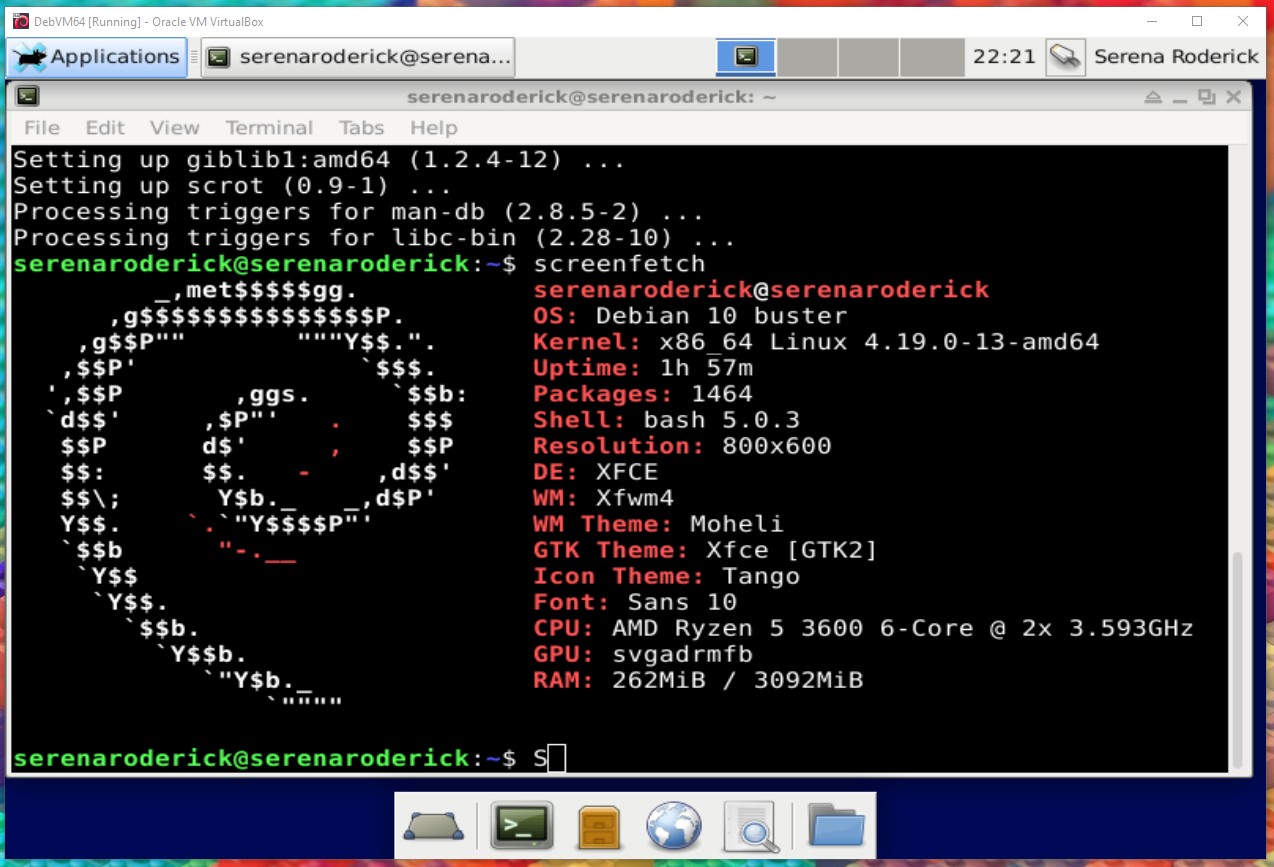 DebVM64 [Running] - Oracle VM VirtualBox
Applications serenaroderick@serena... 22:21 Serena Roderick
serenaroderick@serenaroderick: ~
File Edit View Terminal Tabs Help
Setting up giblib1:amd64 (1.2.4-12) ...
Setting up scrot (0.9-1) ...
Processing triggers for man-db (2.8.5-2) ...
Processing triggers for libc-bin (2.28-10) ...
serenaroderick@serenaroderick:~$ screenfetch
         _,met$$$$$gg.           serenaroderick@serenaroderick
      ,g$$$$$$$$$$$$$$$P.        OS: Debian 10 buster
    ,g$$P""       """Y$$.".      Kernel: x86_64 Linux 4.19.0-13-amd64
   ,$$P'              `$$$.      Uptime: 1h 57m
  ',$$P       ,ggs.     `$$b:    Packages: 1464
  `d$$'     ,$P"'   .    $$$     Shell: bash 5.0.3
   $$P      d$'     ,    $$P     Resolution: 800x600
   $$:      $$.   -    ,d$$'     DE: XFCE
   $$\;      Y$b._   _,d$P'      WM: Xfwm4
   Y$$.    `.`"Y$$$$P"'          WM Theme: Moheli
   `$$b      "-.__               GTK Theme: Xfce [GTK2]
    `Y$$                         Icon Theme: Tango
     `Y$$.                       Font: Sans 10
       `$$b.                     CPU: AMD Ryzen 5 3600 6-Core @ 2x 3.593GHz
         `Y$$b.                  GPU: svgadrmfb
            `"Y$b._              RAM: 262MiB / 3092MiB
                `""""
serenaroderick@serenaroderick:~$ S